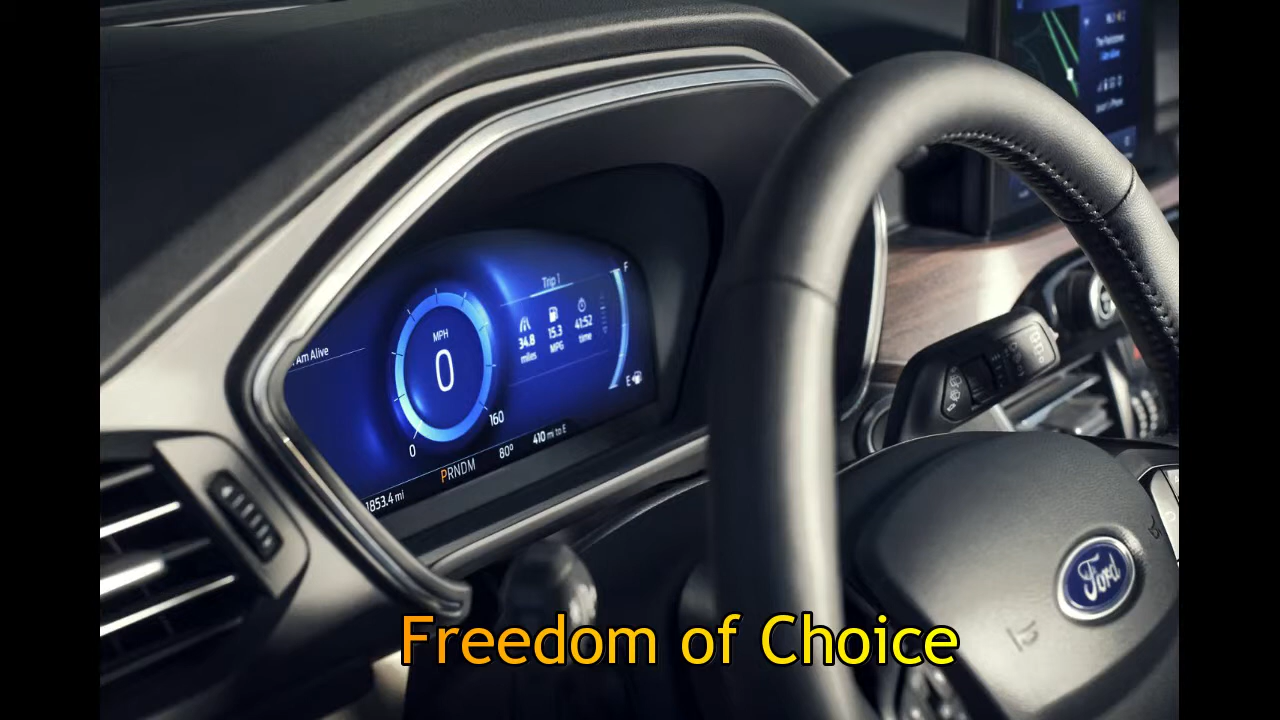 Am Alive
MPH
0
0
160
Trip 1
34.8
miles
15.3
MPG
41:52
time
F
E
PRNDM
80°
410 mi to E
1853.4 mi
Ford
Freedom of Choice